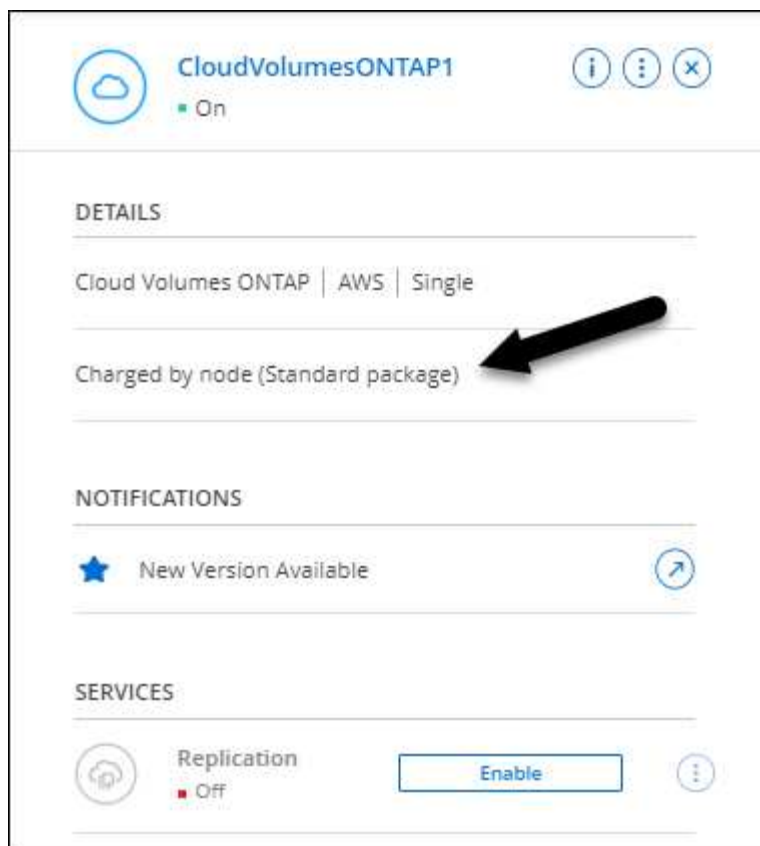 CloudVolumesONTAP1
On
DETAILS
Cloud Volumes ONTAP | AWS | Single
Charged by node (Standard package)
NOTIFICATIONS
New Version Available
SERVICES
Replication
Enable
Off